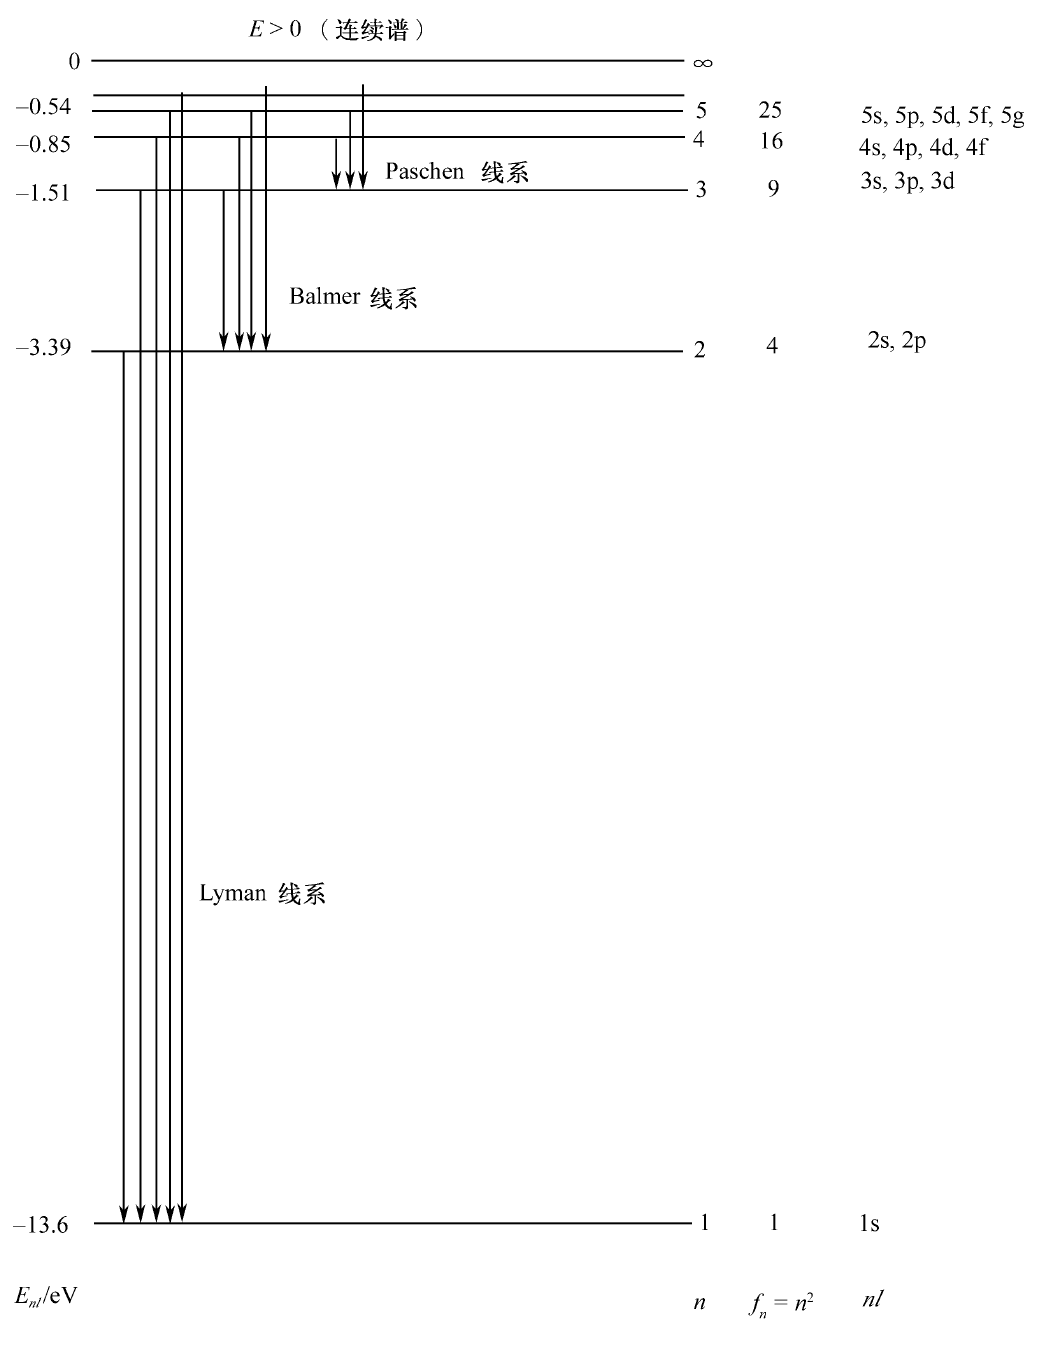 E > 0 （连续谱）
0 ∞
–0.54 5 25 5s, 5p, 5d, 5f, 5g
–0.85 4 16 4s, 4p, 4d, 4f
Paschen 线系
–1.51 3 9 3s, 3p, 3d
Balmer 线系
–3.39 2 4 2s, 2p
Lyman 线系
–13.6 1 1 1s
Enl/eV n fn = n² nl